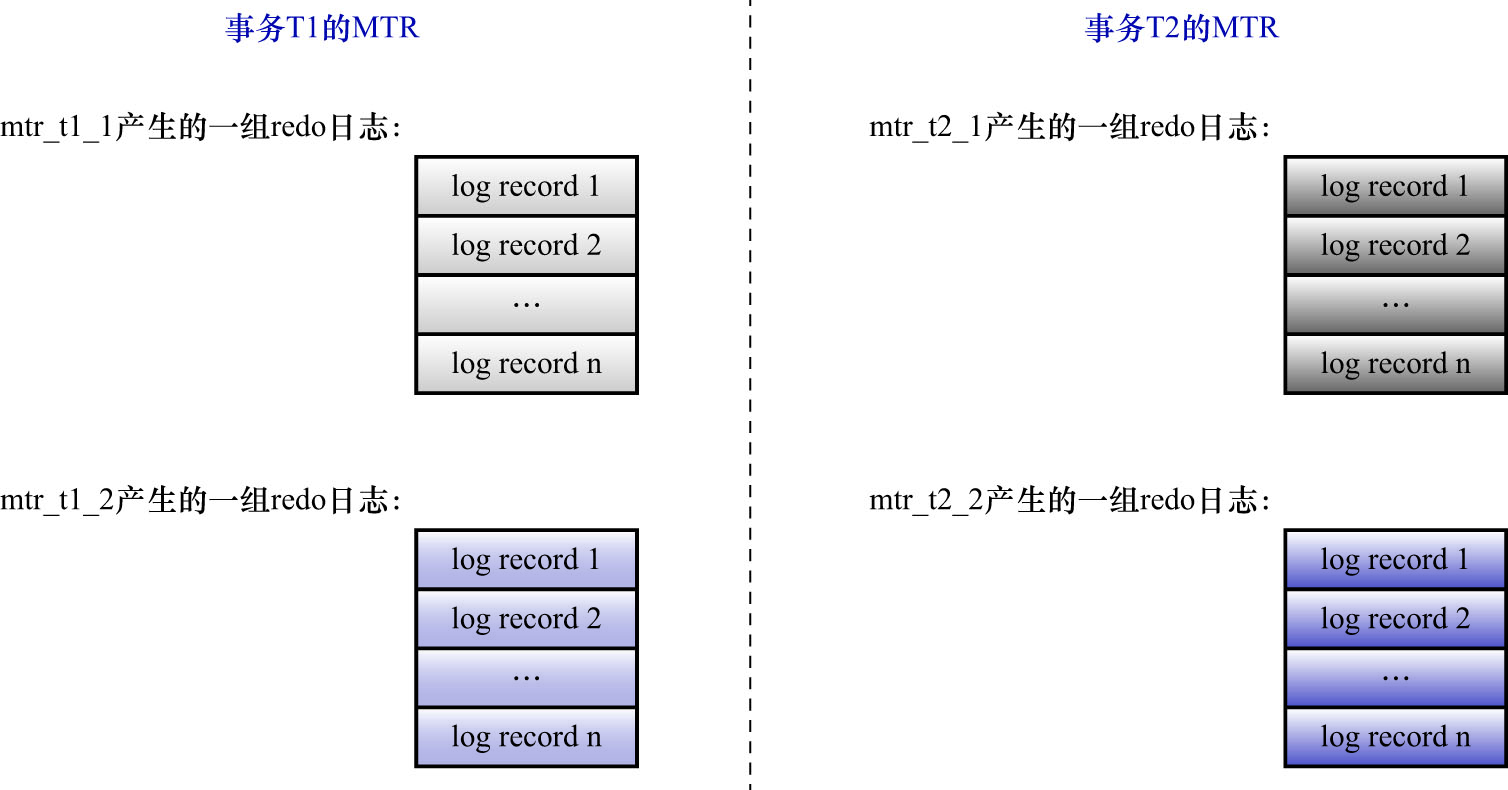 事务T1的MTR
mtr_t1_1产生的一组redo日志：
log record 1
log record 2
…
log record n
mtr_t1_2产生的一组redo日志：
log record 1
log record 2
…
log record n
事务T2的MTR
mtr_t2_1产生的一组redo日志：
log record 1
log record 2
…
log record n
mtr_t2_2产生的一组redo日志：
log record 1
log record 2
…
log record n